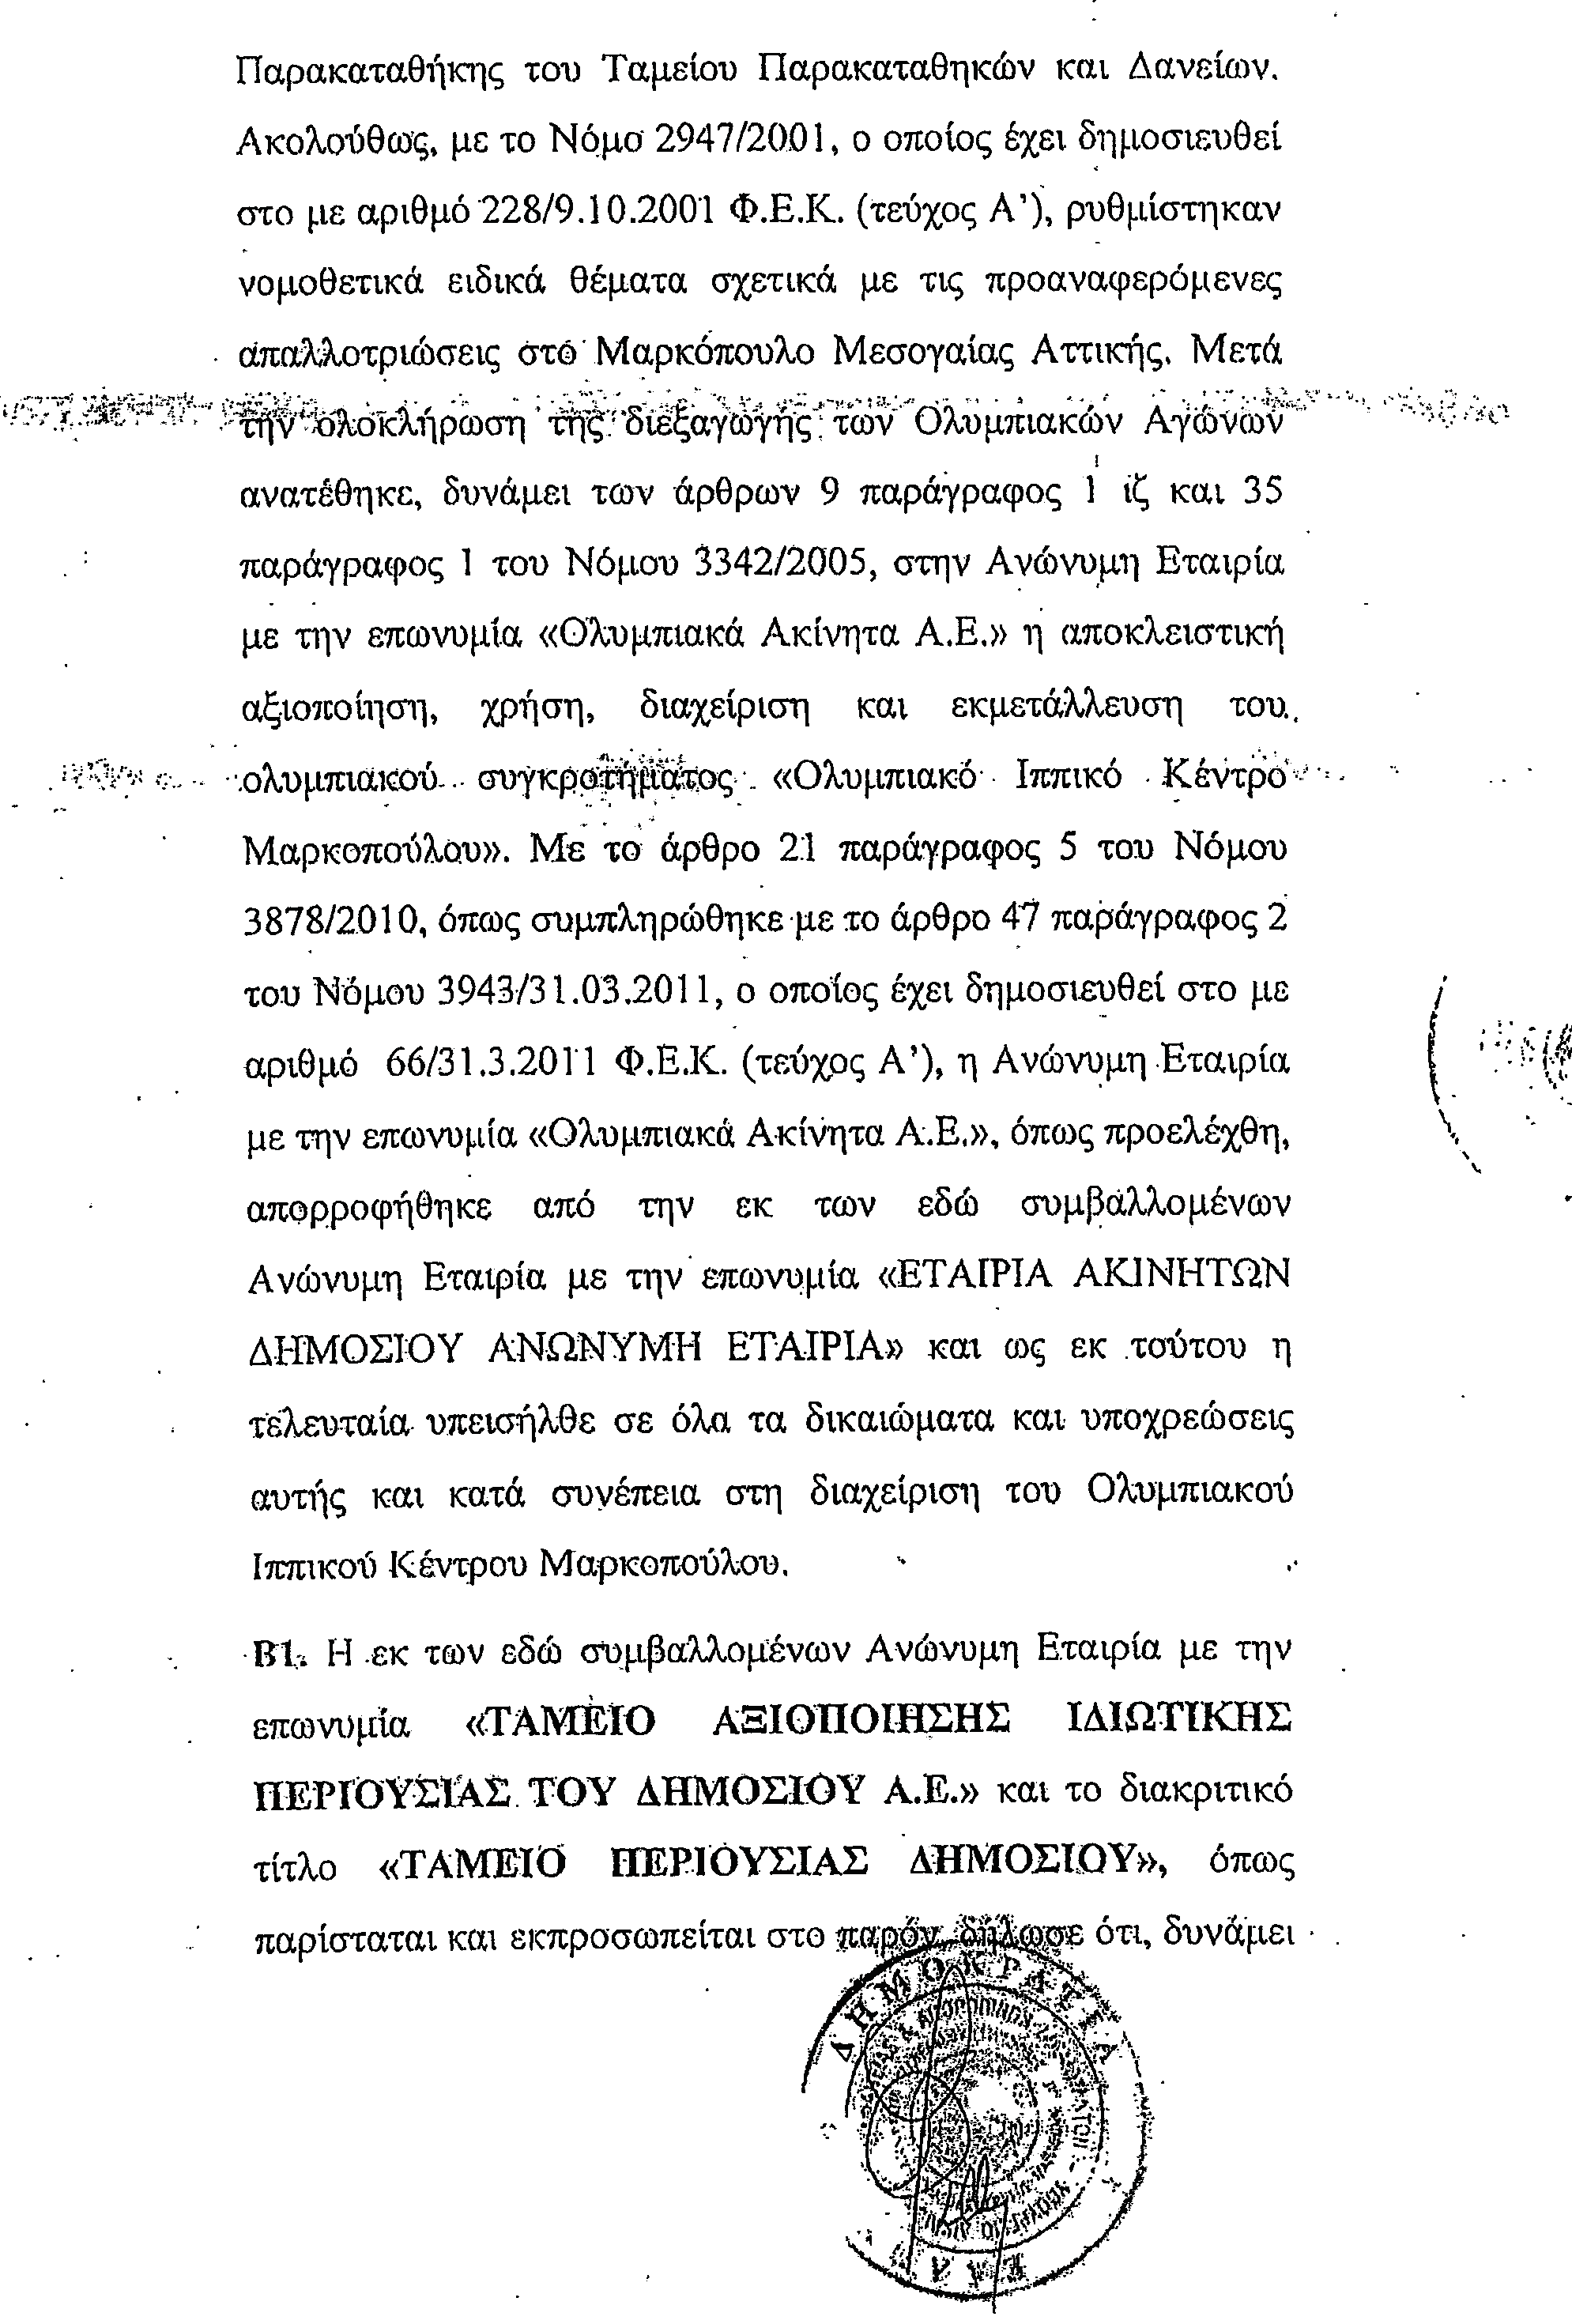 Παρακαταθήκης του Ταμείου Παρακαταθηκών και Δανείων.
Ακολούθως, με το Νόμο 2947/2001, ο οποίος έχει δημοσιευθεί
στο με αριθμό 228/9.10.2001 Φ.Ε.Κ. (τεύχος Α’), ρυθμίστηκαν
νομοθετικά ειδικά θέματα σχετικά με τις προαναφερόμενες
απαλλοτριώσεις στο Μαρκόπουλο Μεσογαίας Αττικής. Μετά
την ολοκλήρωση της διεξαγωγής των Ολυμπιακών Αγώνων
ανατέθηκε, δυνάμει των άρθρων 9 παράγραφος 1 ιζ και 35
παράγραφος 1 του Νόμου 3342/2005, στην Ανώνυμη Εταιρία
με την επωνυμία «Ολυμπιακά Ακίνητα Α.Ε.» η αποκλειστική
αξιοποίηση, χρήση, διαχείριση και εκμετάλλευση του
ολυμπιακού συγκροτήματος «Ολυμπιακό Ιππικό Κέντρο
Μαρκοπούλου». Με το άρθρο 21 παράγραφος 5 του Νόμου
3878/2010, όπως συμπληρώθηκε με το άρθρο 47 παράγραφος 2
του Νόμου 3943/31.03.2011, ο οποίος έχει δημοσιευθεί στο με
αριθμό 66/31.3.2011 Φ.Ε.Κ. (τεύχος Α’), η Ανώνυμη Εταιρία
με την επωνυμία «Ολυμπιακά Ακίνητα Α.Ε.», όπως προελέχθη,
απορροφήθηκε από την εκ των εδώ συμβαλλομένων
Ανώνυμη Εταιρία με την επωνυμία «ΕΤΑΙΡΙΑ ΑΚΙΝΗΤΩΝ
ΔΗΜΟΣΙΟΥ ΑΝΩΝΥΜΗ ΕΤΑΙΡΙΑ» και ως εκ τούτου η
τελευταία υπεισήλθε σε όλα τα δικαιώματα και υποχρεώσεις
αυτής και κατά συνέπεια στη διαχείριση του Ολυμπιακού
Ιππικού Κέντρου Μαρκοπούλου.
Β1. Η εκ των εδώ συμβαλλομένων Ανώνυμη Εταιρία με την
επωνυμία «ΤΑΜΕΙΟ ΑΞΙΟΠΟΙΗΣΗΣ ΙΔΙΩΤΙΚΗΣ
ΠΕΡΙΟΥΣΙΑΣ ΤΟΥ ΔΗΜΟΣΙΟΥ Α.Ε.» και το διακριτικό
τίτλο «ΤΑΜΕΙΟ ΠΕΡΙΟΥΣΙΑΣ ΔΗΜΟΣΙΟΥ», όπως
παρίσταται και εκπροσωπείται στο παρόν δήλωσε ότι, δυνάμει
ΔΗΜΟΚΡΑΤΙΑ